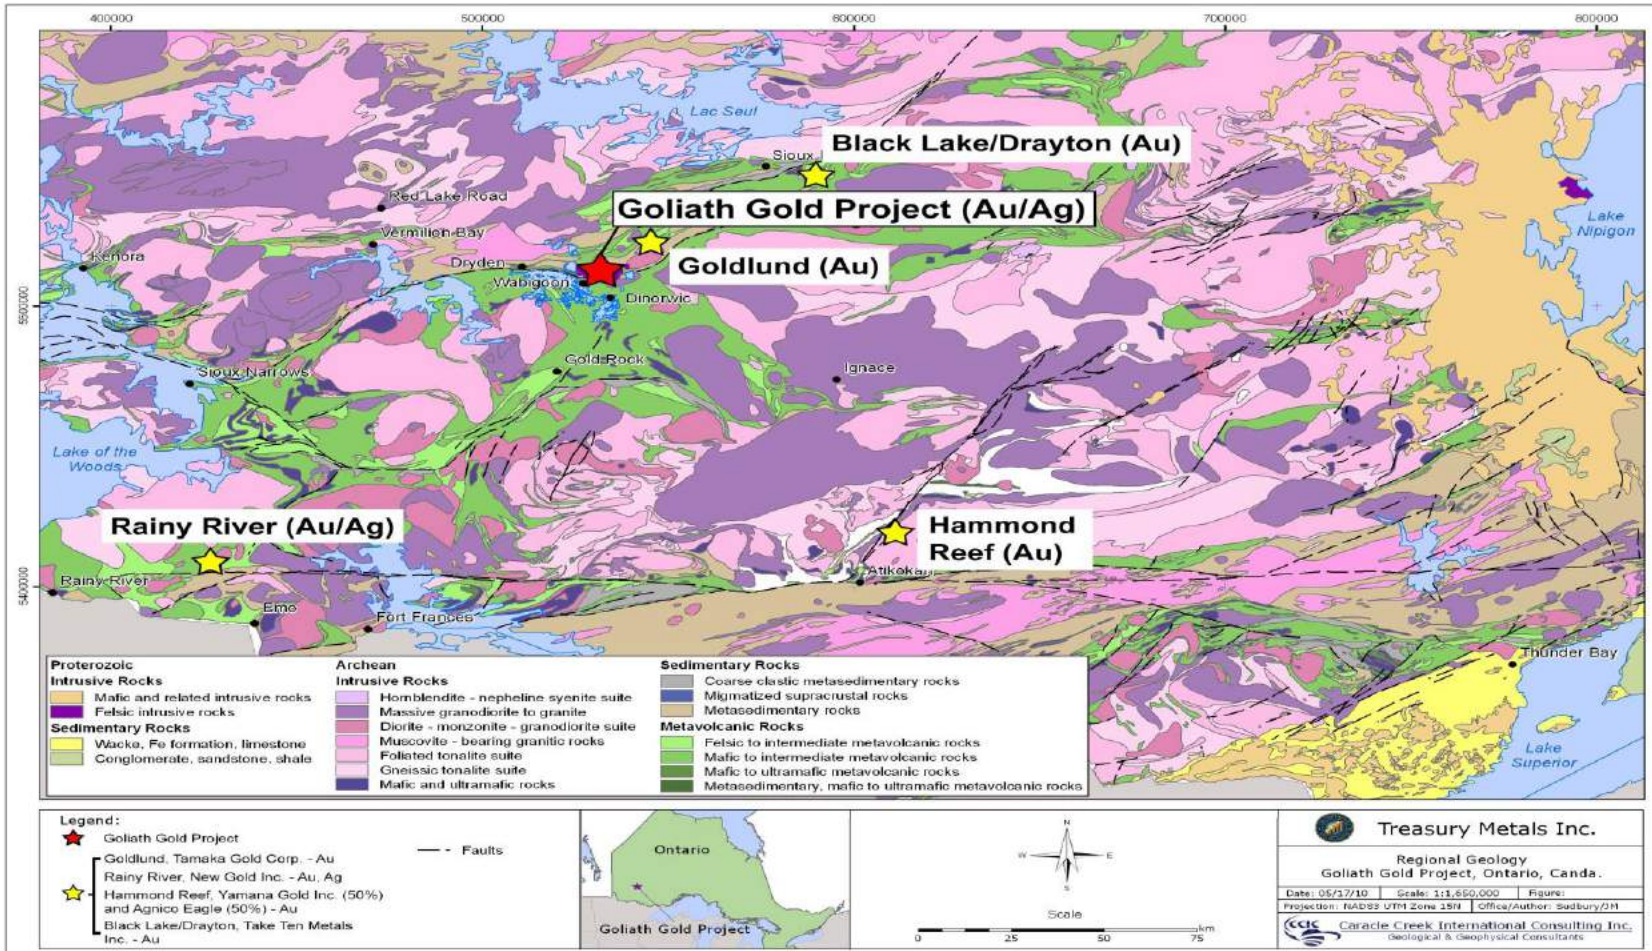 400000
500000
600000
700000
800000
Lac Seul
Black Lake/Drayton (Au)
Sioux
Red Lake Road
Goliath Gold Project (Au/Ag)
Lake
Nipigon
Vermilion Bay
Kenora
Dryden
Goldlund (Au)
Wabigoon
Dinorwic
Gold Rock
Ignace
Sioux Narrows
Lake of the
Woods
Rainy River (Au/Ag)
Hammond
Reef (Au)
540000
Rainy River
Atikokan
Emo
Fort Frances
Thunder Bay
Lake
Superior
Proterozoic
Intrusive Rocks
Mafic and related intrusive rocks
Felsic intrusive rocks
Sedimentary Rocks
Wacke, Fe formation, limestone
Conglomerate, sandstone, shale
Archean
Intrusive Rocks
Hornblendite - nepheline syenite suite
Massive granodiorite to granite
Diorite - monzonite - granodiorite suite
Muscovite - bearing granitic rocks
Foliated tonalite suite
Gneissic tonalite suite
Mafic and ultramafic rocks
Sedimentary Rocks
Coarse clastic metasedimentary rocks
Migmatized supracrustal rocks
Metasedimentary rocks
Metavolcanic Rocks
Felsic to intermediate metavolcanic rocks
Mafic to intermediate metavolcanic rocks
Mafic to ultramafic metavolcanic rocks
Metasedimentary, mafic to ultramafic metavolcanic rocks
Legend:
Goliath Gold Project
Goldlund, Tamaka Gold Corp. - Au
Rainy River, New Gold Inc. - Au, Ag
Hammond Reef, Yamana Gold Inc. (50%)
and Agnico Eagle (50%) - Au
Black Lake/Drayton, Take Ten Metals
Inc. - Au
Faults
Ontario
Goliath Gold Project
N
W
E
S
Scale
0
25
50
75
km
Treasury Metals Inc.
Regional Geology
Goliath Gold Project, Ontario, Canda.
Date: 05/17/10
Scale: 1:1,650,000
Figure:
Projection: NAD83 UTM Zone 15N
Office/Author: Sudbury/JM
CCIC
Caracle Creek International Consulting Inc.
Geological & Geophysical Consultants